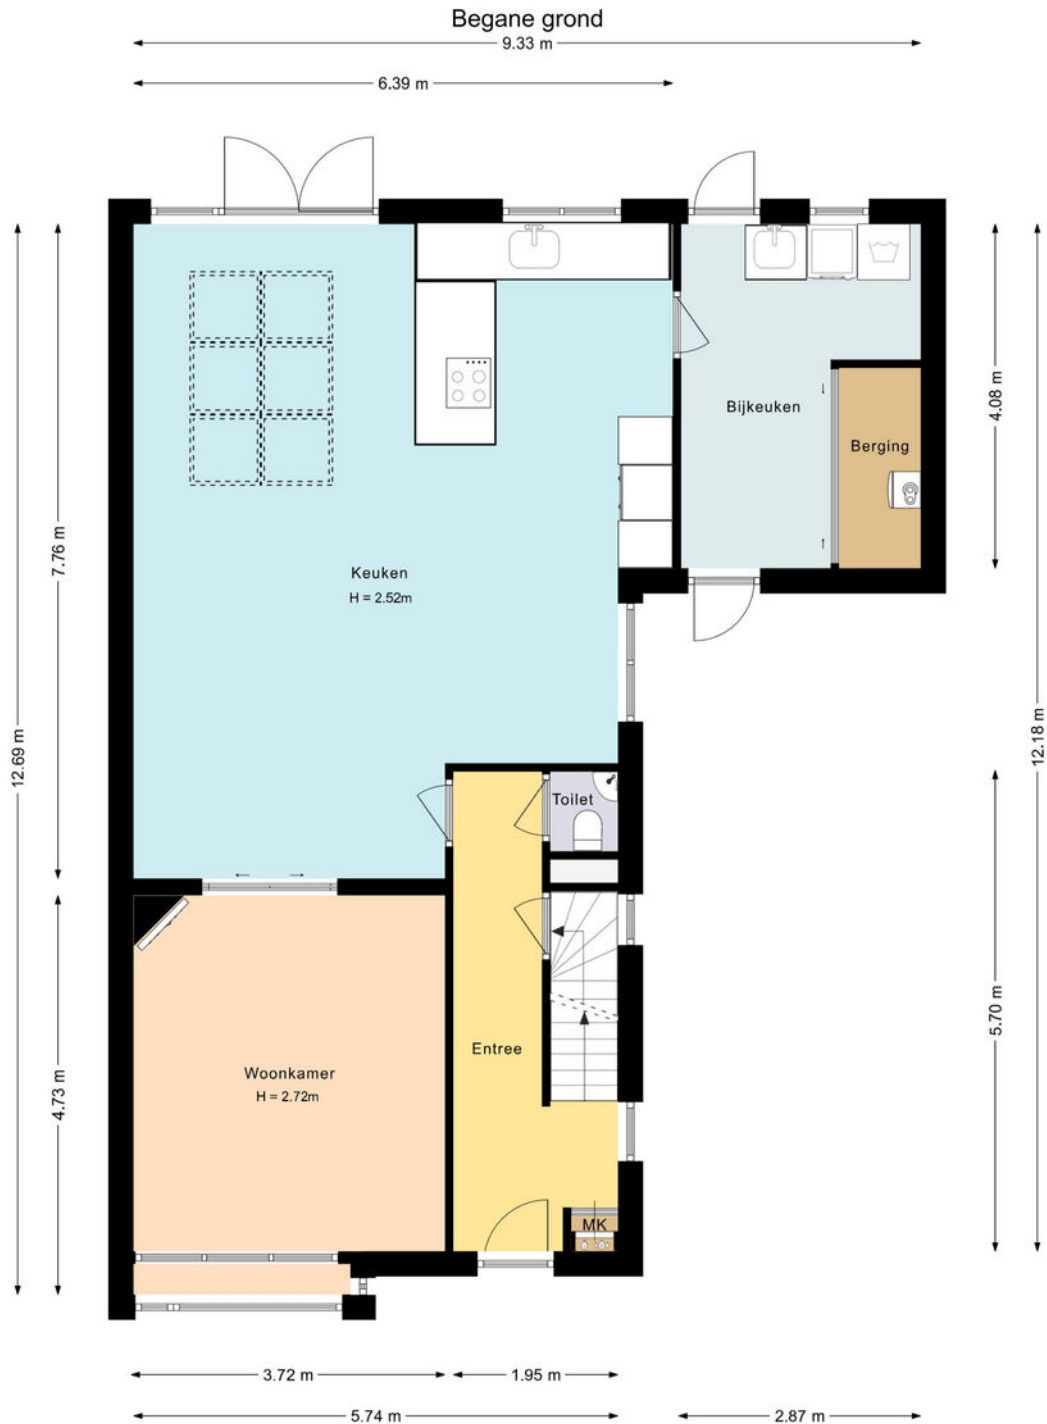 Begane grond
9.33 m
6.39 m
Bijkeuken
4.08 m
Berging
7.76 m
Keuken
H = 2.52m
12.69 m
12.18 m
Toilet
5.70 m
Entree
Woonkamer
H = 2.72m
4.73 m
MK
3.72 m
1.95 m
5.74 m
2.87 m